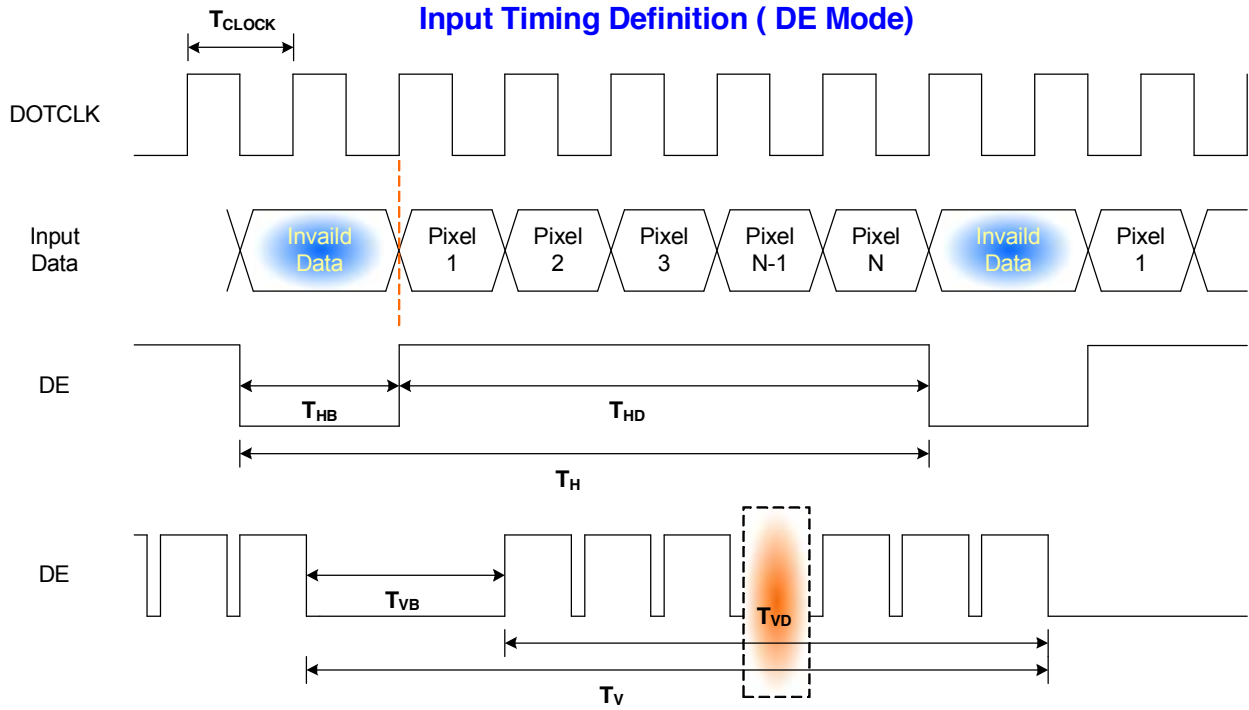 Input Timing Definition ( DE Mode)
TCLOCK
DOTCLK
Input
Data
Invaild
Data
Pixel
1
Pixel
2
Pixel
3
Pixel
N-1
Pixel
N
Invaild
Data
Pixel
1
DE
THB
THD
TH
DE
TVB
TVD
TV